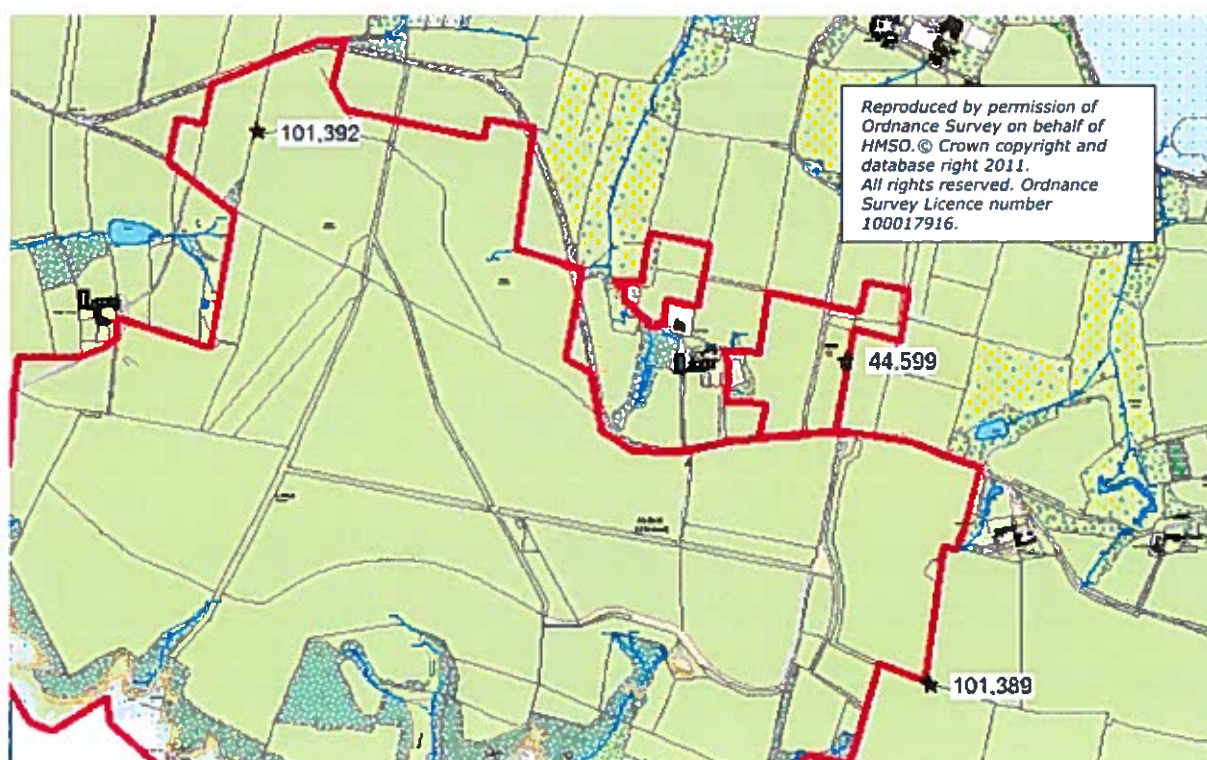 101,392
Reproduced by permission of
Ordnance Survey on behalf of
HMSO.© Crown copyright and
database right 2011.
All rights reserved. Ordnance
Survey Licence number
100017916.
44,599
101,389